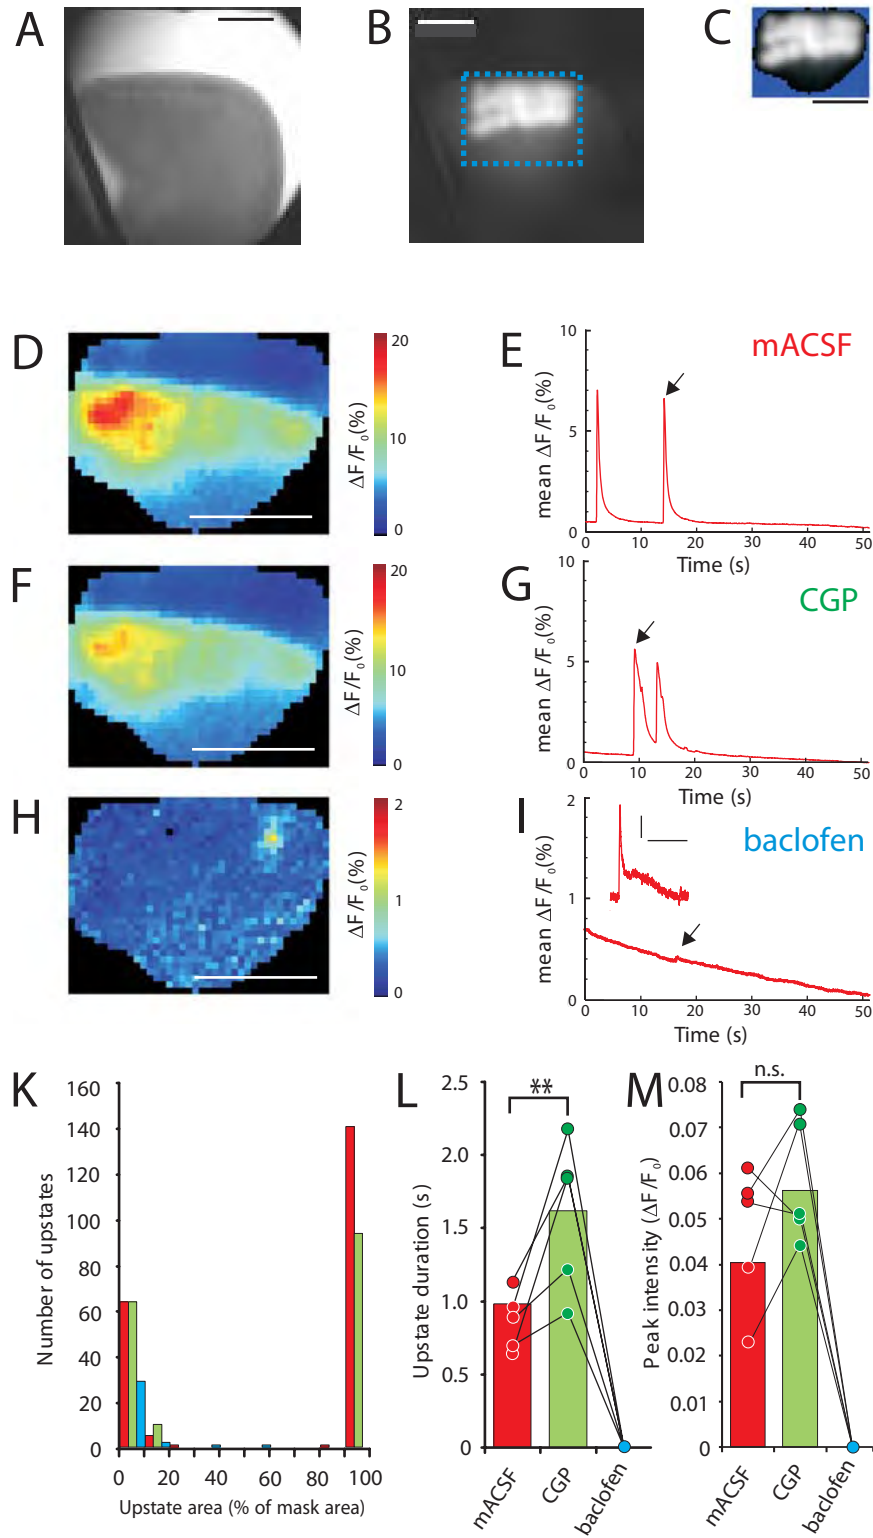 A
B
C
D
20
10
0
ΔF/F0(%)
E
mACSF
10
5
0
mean ΔF/F0(%)
0 10 20 30 40 50
Time (s)
F
20
10
0
ΔF/F0(%)
G
CGP
10
5
0
mean ΔF/F0(%)
0 10 20 30 40 50
Time (s)
H
2
1
0
ΔF/F0(%)
I
baclofen
2
1
0
mean ΔF/F0(%)
0 10 20 30 40 50
Time (s)
K
160
140
120
100
80
60
40
20
0
Number of upstates
0 20 40 60 80 100
Upstate area (% of mask area)
L
**
2.5
2.0
1.5
1.0
0.5
0
Upstate duration (s)
mACSF
CGP
baclofen
M
n.s.
0.08
0.07
0.06
0.05
0.04
0.03
0.02
0.01
0
Peak intensity (ΔF/F0)
mACSF
CGP
baclofen